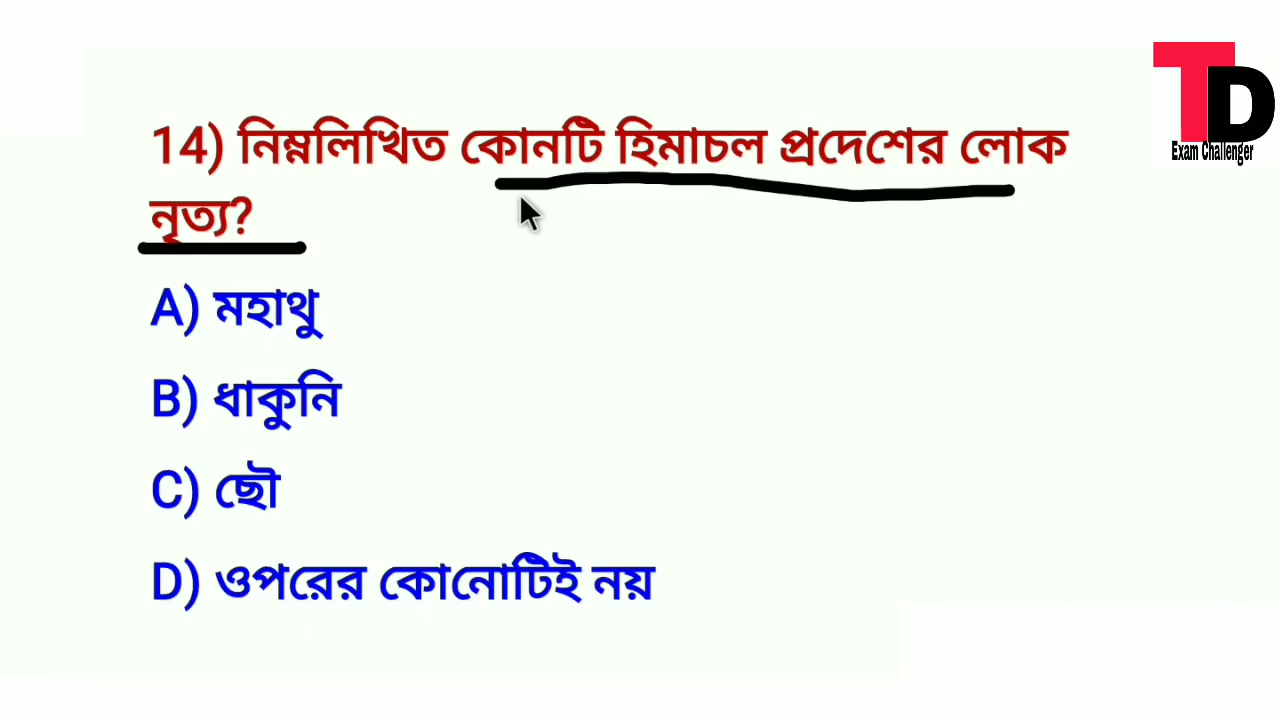 14) নিম্নলিখিত কোনটি হিমাচল প্রদেশের লোক
নৃত্য?
A) মহাথু
B) ধাকুনি
C) ছৌ
D) ওপরের কোনোটিই নয়
TD
Exam Challenger